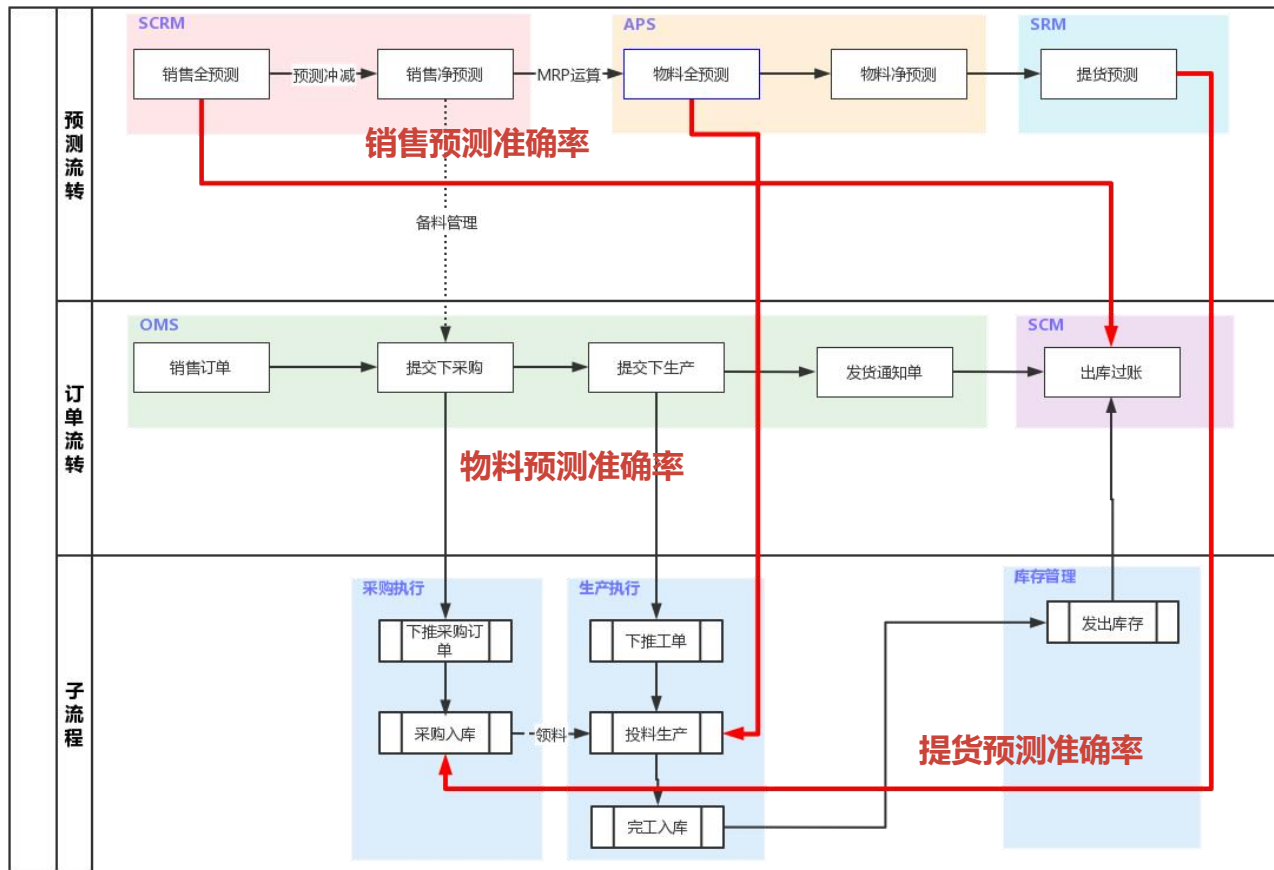 SCRM
APS
SRM
销售全预测
预测冲减
销售净预测
MRP运算
物料全预测
物料净预测
提货预测
预测流转
销售预测准确率
备料管理
OMS
SCM
销售订单
提交下采购
提交下生产
发货通知单
出库过账
订单流转
物料预测准确率
采购执行
生产执行
库存管理
下推采购订
单
下推工单
发出库存
子流程
采购入库
领料
投料生产
提货预测准确率
完工入库